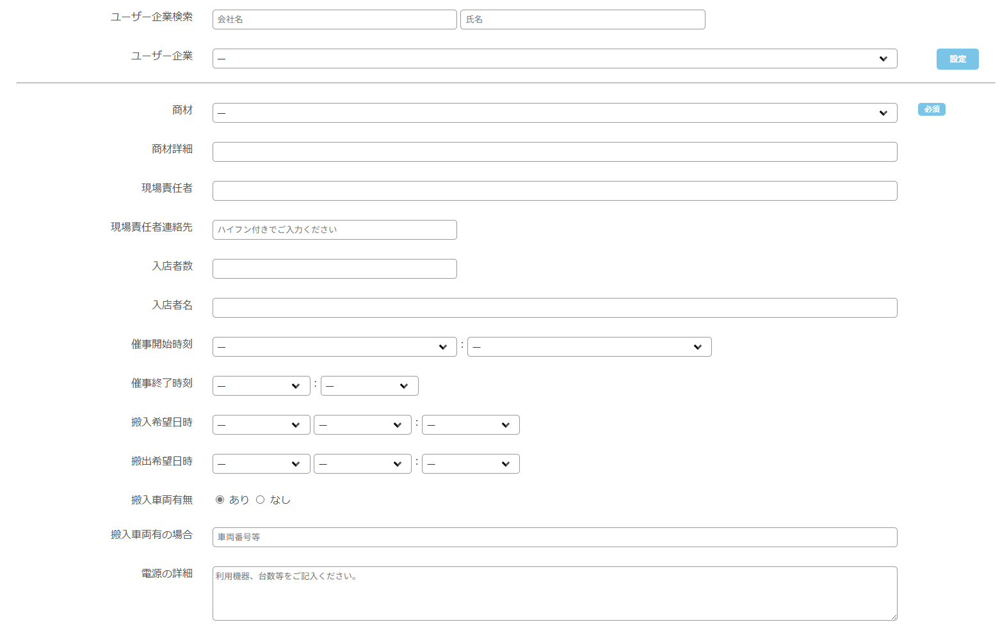 ユーザー企業検索 会社名 氏名
ユーザー企業 — 設定
商材 — 必須
商材詳細
現場責任者
現場責任者連絡先 ハイフン付きでご入力ください
入店者数
入店者名
催事開始時刻 — : —
催事終了時刻 — : —
搬入希望日時 — — : —
搬出希望日時 — — : —
搬入車両有無 あり なし
搬入車両有の場合 車両番号等
電源の詳細 利用機器、台数等をご記入ください。